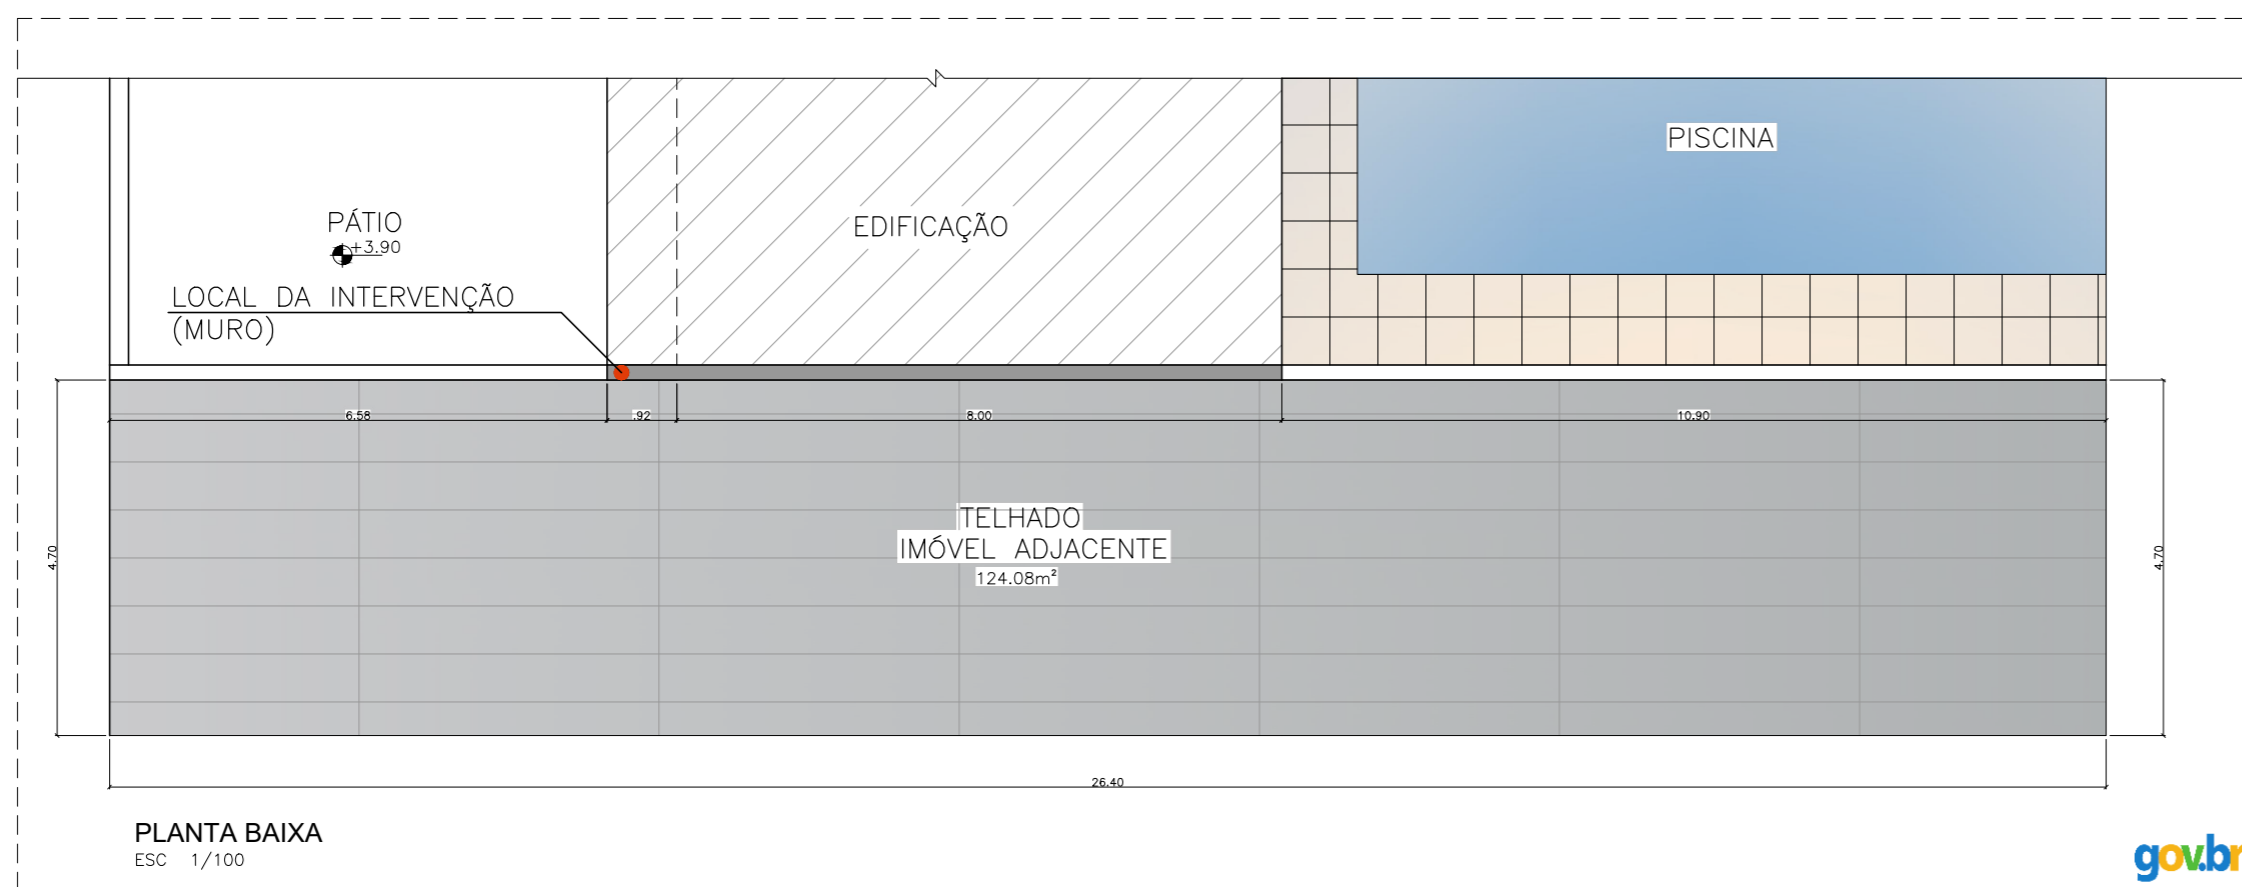 PISCINA
PÁTIO
+3.90
EDIFICAÇÃO
LOCAL DA INTERVENÇÃO
(MURO)
6.58
.92
8.00
10.90
TELHADO
IMÓVEL ADJACENTE
124.08m²
4.70
4.70
26.40
PLANTA BAIXA
ESC 1/100
gov.br